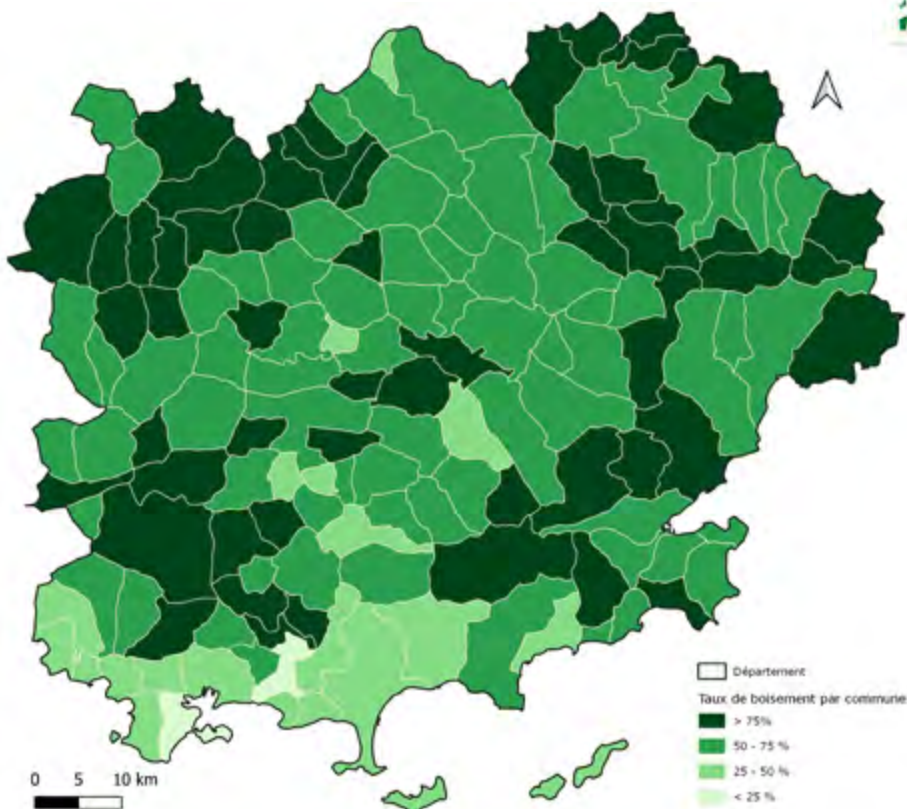 Département
Taux de boisement par commune
> 75%
50 - 75 %
25 - 50 %
< 25 %
0 5 10 km